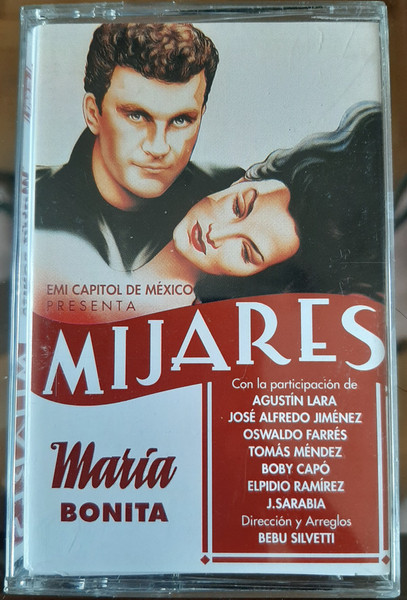 EMI CAPITOL DE MÉXICO
PRESENTA
MIJARES
Con la participación de
AGUSTÍN LARA
JOSÉ ALFREDO JIMÉNEZ
OSWALDO FARRÉS
TOMÁS MÉNDEZ
BOBY CAPÓ
ELPIDIO RAMÍREZ
J.SARABIA
Dirección y Arreglos
BEBU SILVETTI
María
BONITA